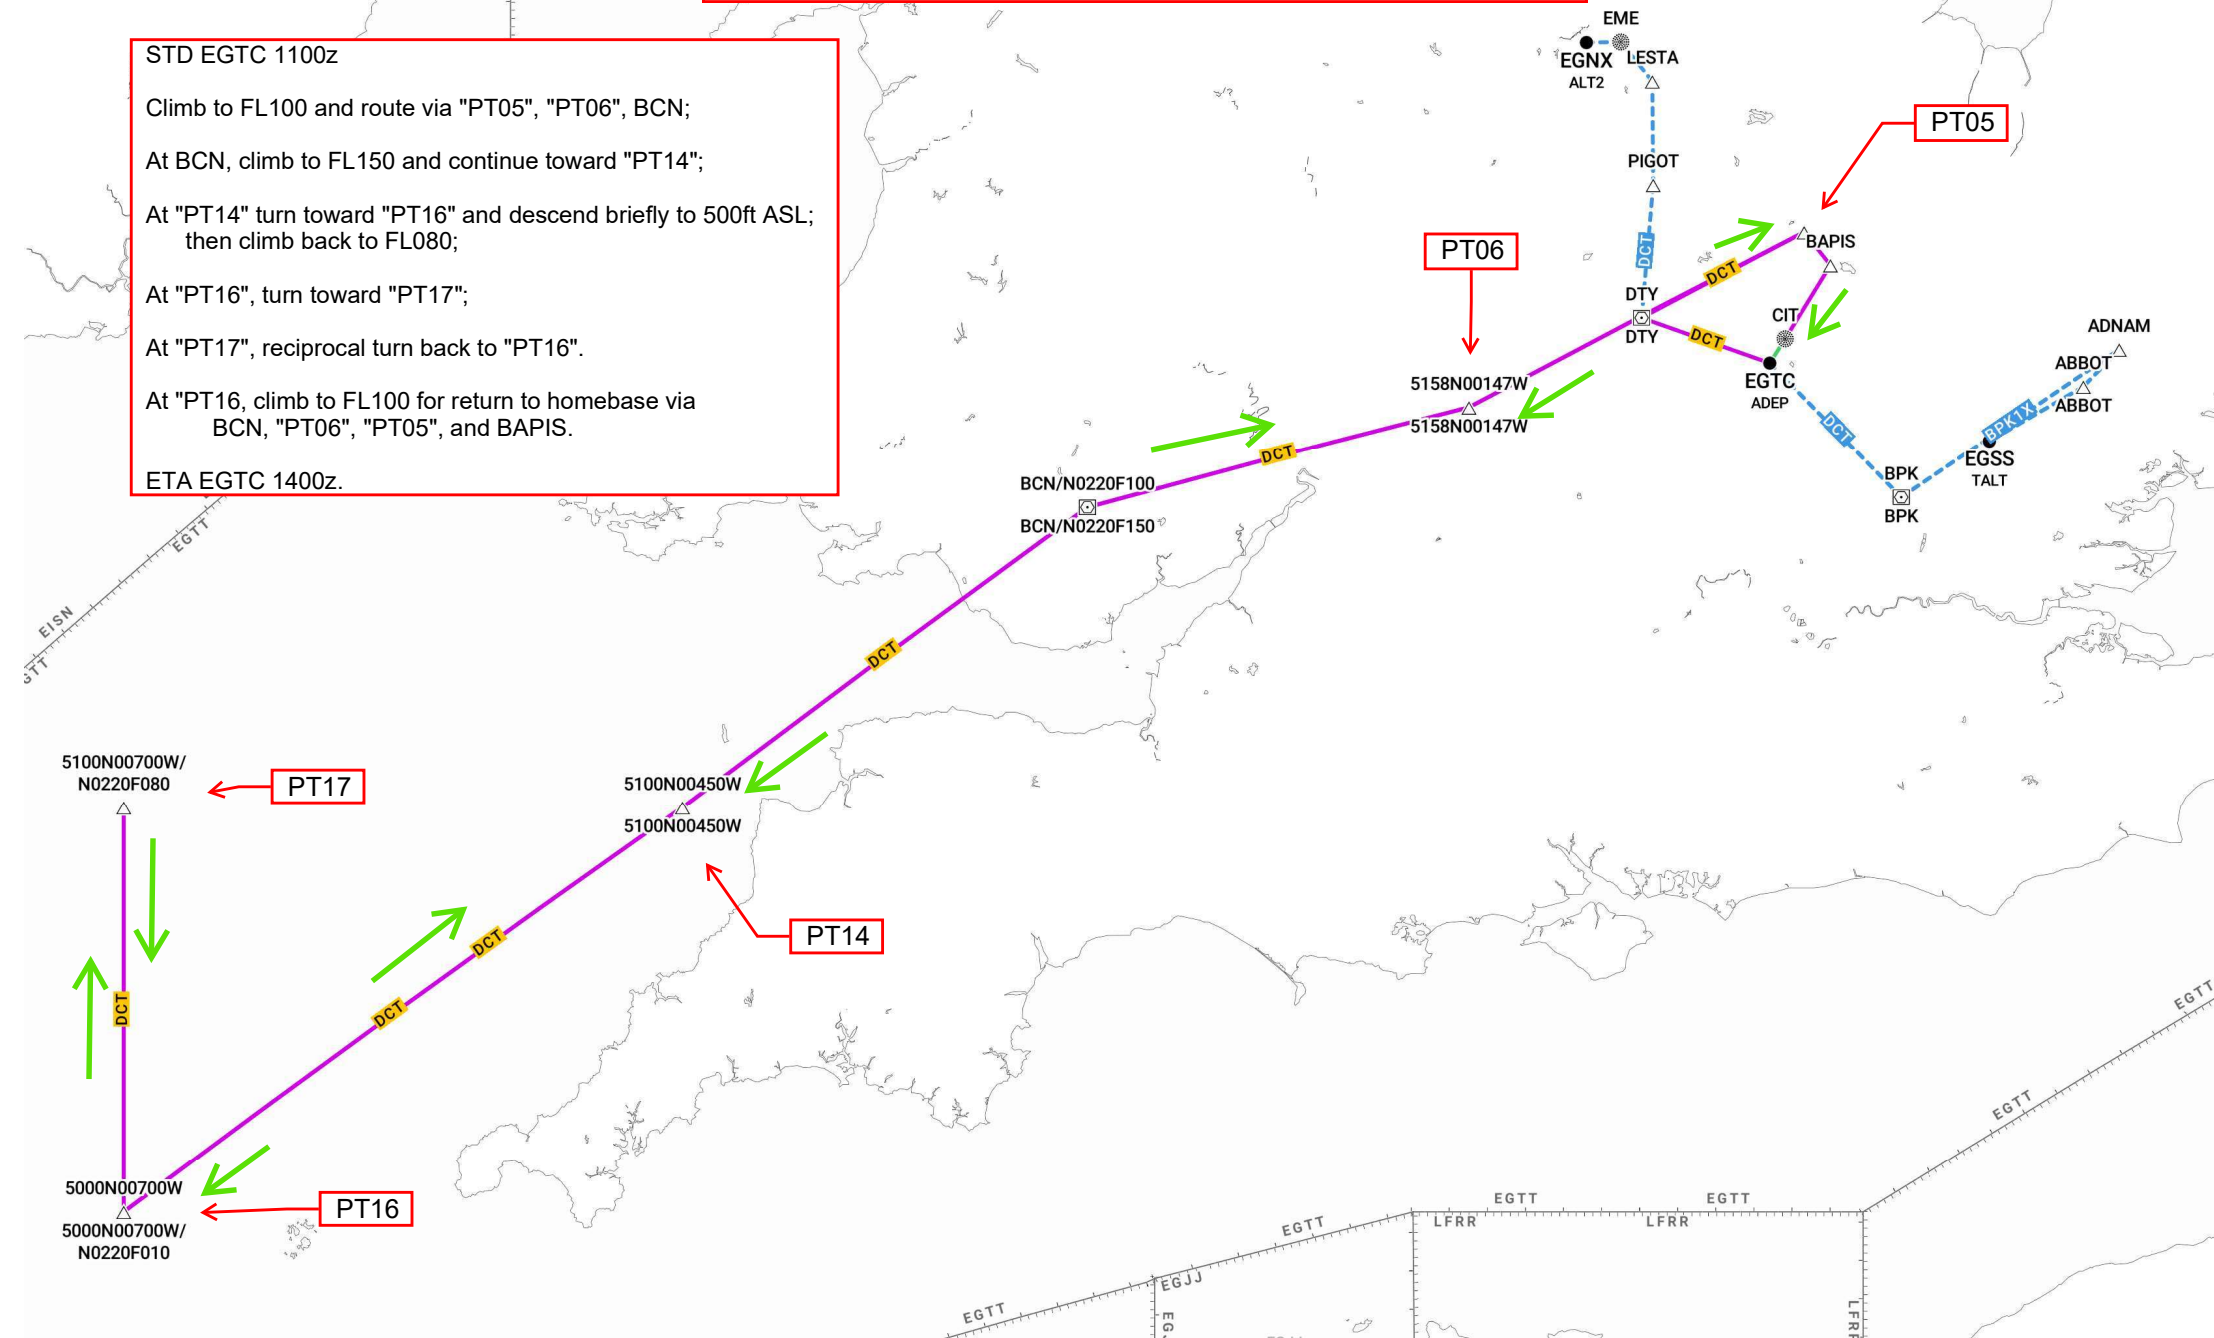 STD EGTC 1100z
Climb to FL100 and route via "PT05", "PT06", BCN;
At BCN, climb to FL150 and continue toward "PT14";
At "PT14" turn toward "PT16" and descend briefly to 500ft ASL;
then climb back to FL080;
At "PT16", turn toward "PT17";
At "PT17", reciprocal turn back to "PT16".
At "PT16, climb to FL100 for return to homebase via
BCN, "PT06", "PT05", and BAPIS.
ETA EGTC 1400z.
EME
EGNX
LESTA
ALT2
PT05
PIGOT
PT06
DCT
BAPIS
DCT
DTY
DTY
DCT
CIT
EGTC
ADEP
ADNAM
ABBOT
ABBOT
5158N00147W
5158N00147W
DCT
BPK1X
EGSS
TALT
BPK
BPK
DCT
BCN/N0220F100
BCN/N0220F150
EGTT
EISN
DCT
5100N00700W/
N0220F080
PT17
5100N00450W
5100N00450W
PT14
DCT
DCT
DCT
5000N00700W
5000N00700W/
N0220F010
PT16
EGTT
EGTT
EGTT
EGTT
LFRR
LFRR
EGTT
EGJJ
EGTT